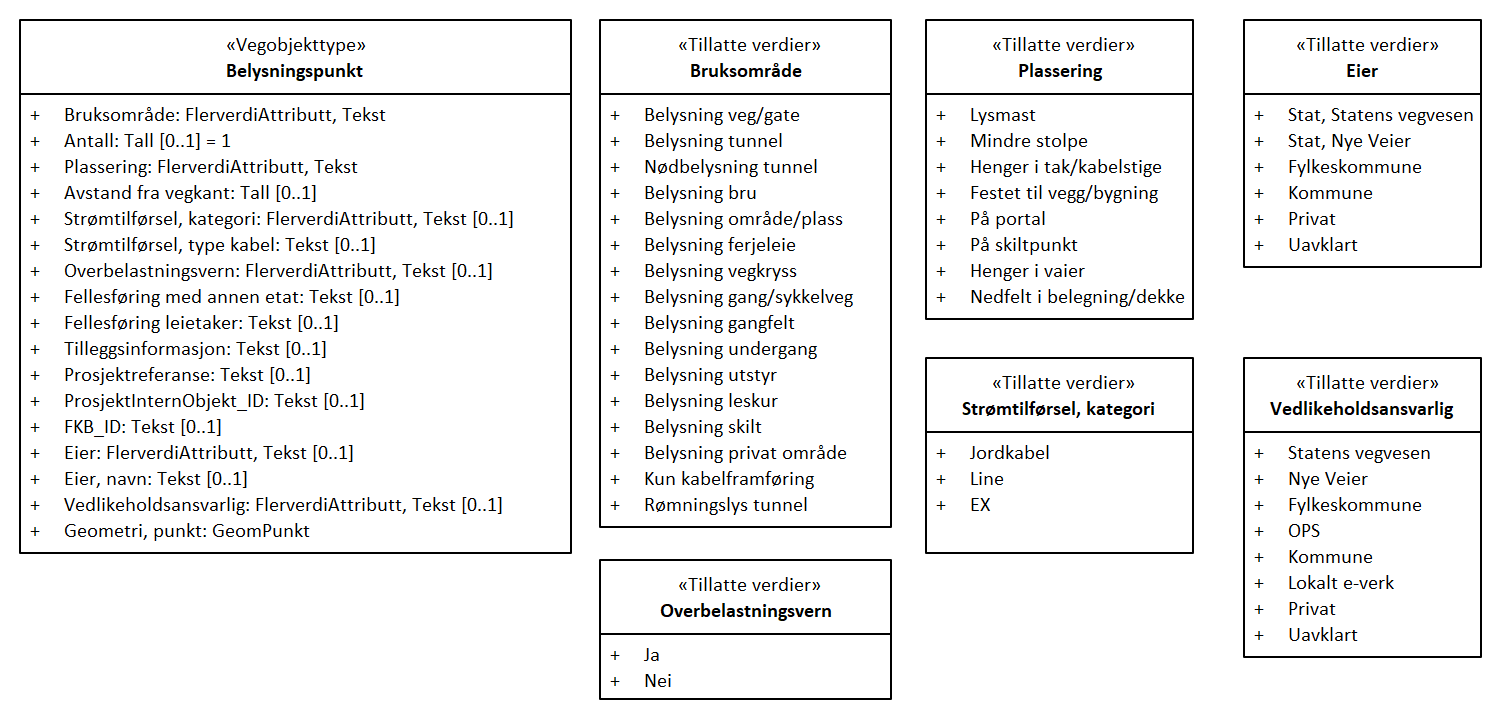 «Vegobjekttype»
Belysningspunkt
+ Bruksområde: FlerverdiAttributt, Tekst
+ Antall: Tall [0..1] = 1
+ Plassering: FlerverdiAttributt, Tekst
+ Avstand fra vegkant: Tall [0..1]
+ Strømtilførsel, kategori: FlerverdiAttributt, Tekst [0..1]
+ Strømtilførsel, type kabel: Tekst [0..1]
+ Overbelastningsvern: FlerverdiAttributt, Tekst [0..1]
+ Fellesføring med annen etat: Tekst [0..1]
+ Fellesføring leietaker: Tekst [0..1]
+ Tilleggsinformasjon: Tekst [0..1]
+ Prosjektreferanse: Tekst [0..1]
+ ProsjektInternObjekt_ID: Tekst [0..1]
+ FKB_ID: Tekst [0..1]
+ Eier: FlerverdiAttributt, Tekst [0..1]
+ Eier, navn: Tekst [0..1]
+ Vedlikeholdsansvarlig: FlerverdiAttributt, Tekst [0..1]
+ Geometri, punkt: GeomPunkt
«Tillatte verdier»
Bruksområde
+ Belysning veg/gate
+ Belysning tunnel
+ Nødbelysning tunnel
+ Belysning bru
+ Belysning område/plass
+ Belysning ferjeleie
+ Belysning vegkryss
+ Belysning gang/sykkelveg
+ Belysning gangfelt
+ Belysning undergang
+ Belysning utstyr
+ Belysning leskur
+ Belysning skilt
+ Belysning privat område
+ Kun kabelframføring
+ Rømningslys tunnel
«Tillatte verdier»
Overbelastningsvern
+ Ja
+ Nei
«Tillatte verdier»
Plassering
+ Lysmast
+ Mindre stolpe
+ Henger i tak/kabelstige
+ Festet til vegg/bygning
+ På portal
+ På skiltpunkt
+ Henger i vaier
+ Nedfelt i belegning/dekke
«Tillatte verdier»
Strømtilførsel, kategori
+ Jordkabel
+ Line
+ EX
«Tillatte verdier»
Eier
+ Stat, Statens vegvesen
+ Stat, Nye Veier
+ Fylkeskommune
+ Kommune
+ Privat
+ Uavklart
«Tillatte verdier»
Vedlikeholdsansvarlig
+ Statens vegvesen
+ Nye Veier
+ Fylkeskommune
+ OPS
+ Kommune
+ Lokalt e-verk
+ Privat
+ Uavklart